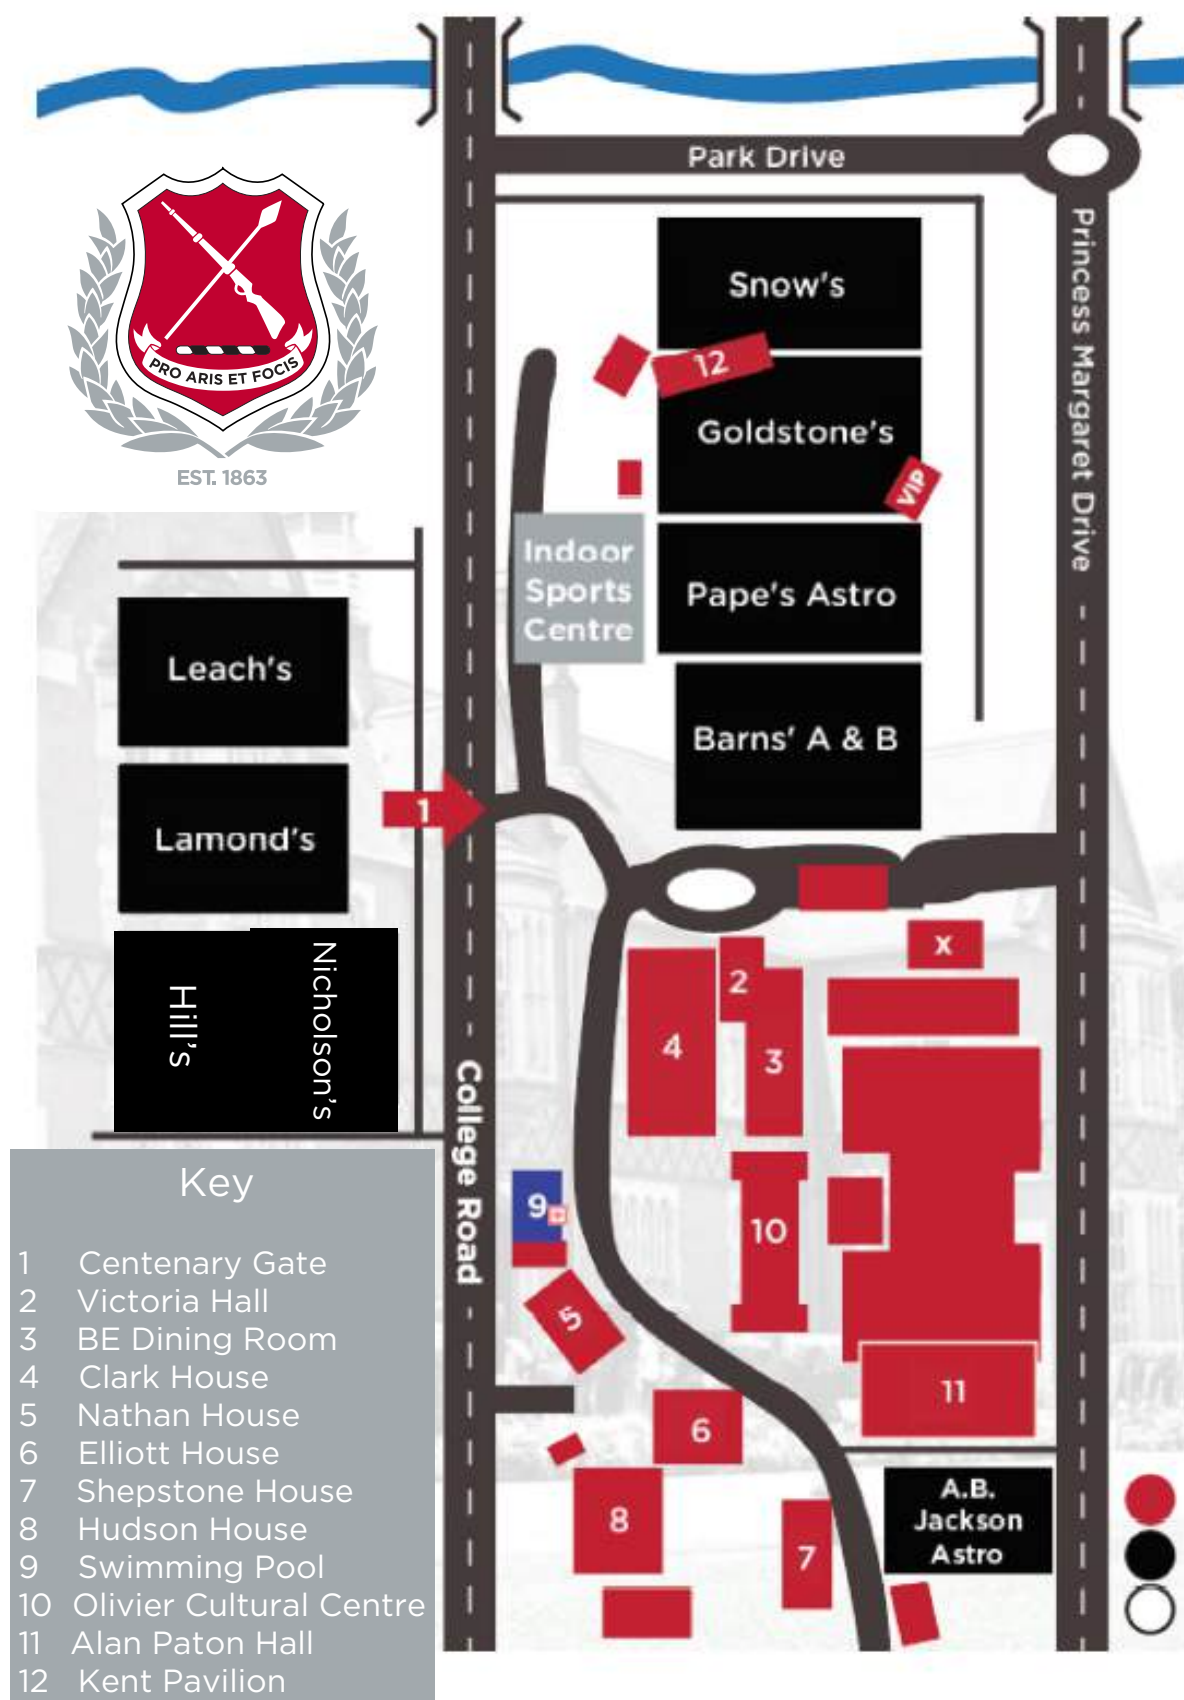 Park Drive
Princess Margaret Drive
Snow's
12
Goldstone's
VIP
PRO ARIS ET FOCIS
EST. 1863
Indoor
Sports
Centre
Pape's Astro
Leach's
Barns' A & B
1
Lamond's
Hill's
Nicholson's
X
2
4
3
College Road
9
10
5
11
6
8
7
A.B.
Jackson
Astro
Key
1 Centenary Gate
2 Victoria Hall
3 BE Dining Room
4 Clark House
5 Nathan House
6 Elliott House
7 Shepstone House
8 Hudson House
9 Swimming Pool
10 Olivier Cultural Centre
11 Alan Paton Hall
12 Kent Pavilion